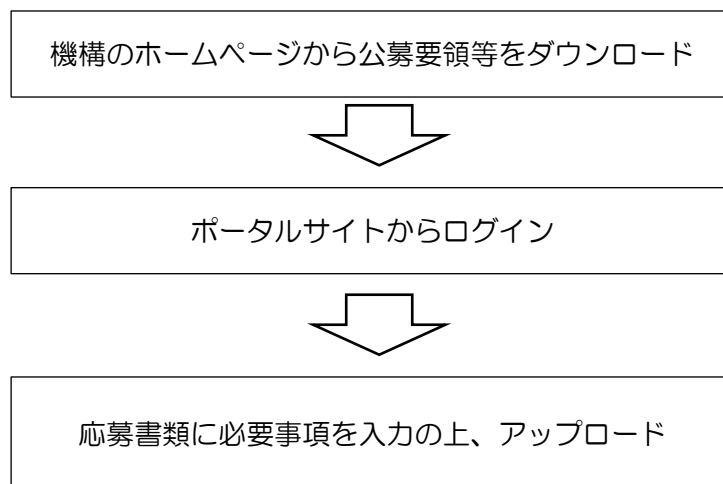 機構のホームページから公募要領等をダウンロード
ポータルサイトからログイン
応募書類に必要事項を入力の上、アップロード